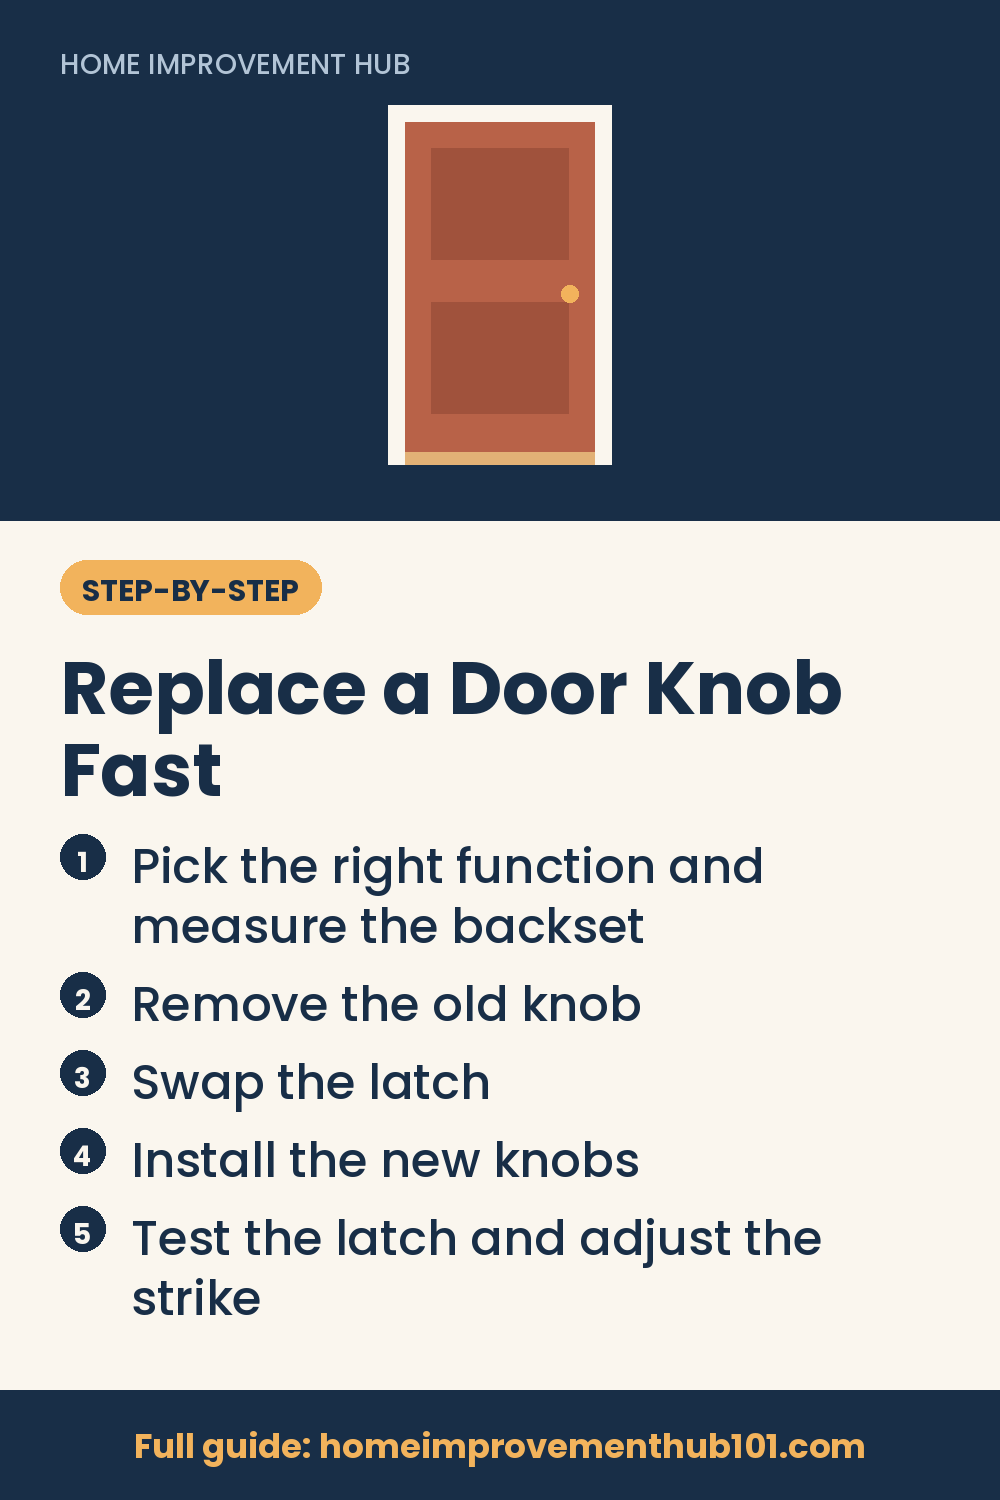 HOME IMPROVEMENT HUB
STEP-BY-STEP
Replace a Door Knob
Fast
1 Pick the right function and
measure the backset
2 Remove the old knob
3 Swap the latch
4 Install the new knobs
5 Test the latch and adjust the
strike
Full guide: homeimprovementhub101.com